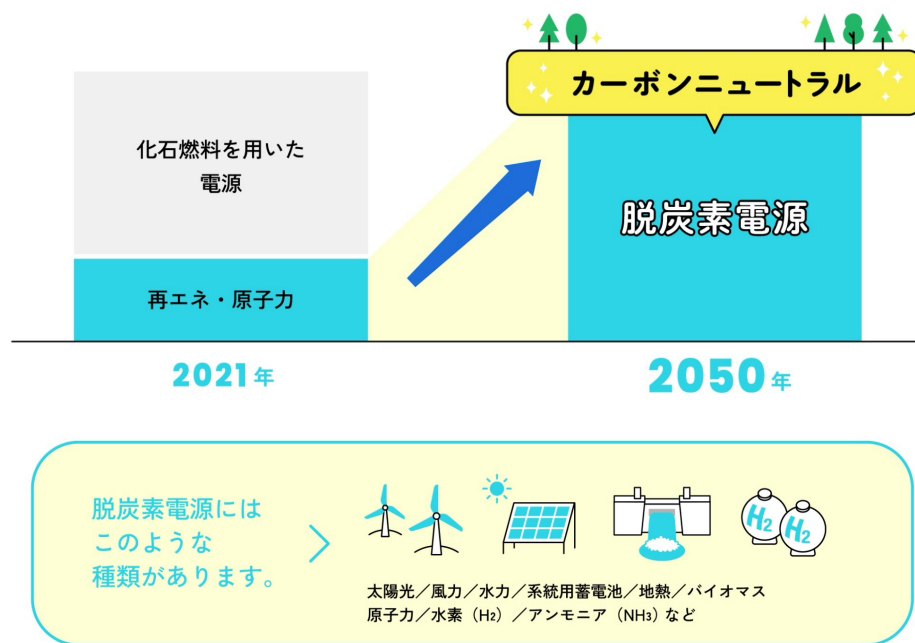 カーボンニュートラル
化石燃料を用いた
電源
脱炭素電源
再エネ・原子力
2021年
2050年
脱炭素電源には
このような
種類があります。
H₂
H₂
太陽光／風力／水力／系統用蓄電池／地熱／バイオマス
原子力／水素（H₂）／アンモニア（NH₃）など